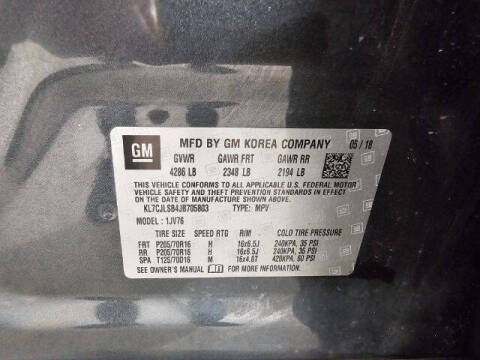 GM
MFD BY GM KOREA COMPANY 05/18
GVWR GAWR FRT GAWR RR
4286 LB 2348 LB 2194 LB
THIS VEHICLE CONFORMS TO ALL APPLICABLE U.S. FEDERAL MOTOR
VEHICLE SAFETY, BUMPER, AND THEFT PREVENTION STANDARDS IN
EFFECT ON THE DATE OF MANUFACTURE SHOWN ABOVE.
KL7CJLSB4JB705803 TYPE: MPV
MODEL : 1JV76
TIRE SIZE SPEED RTG RIM COLD TIRE PRESSURE
FRT P205/70R16 H 16x6.5J 240KPA, 35 PSI
RR P205/70R16 H 16x6.5J 240KPA, 35 PSI
SPA T125/70D16 M 16x4.0T 420KPA, 60 PSI
SEE OWNER'S MANUAL FOR MORE INFORMATION.